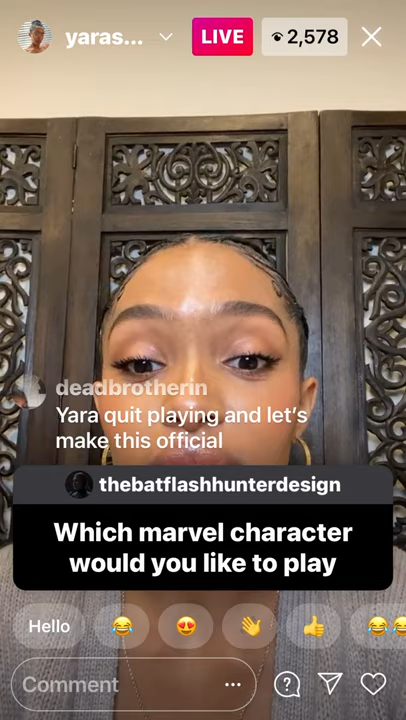 yaras...
LIVE
2,578
deadbrotherin
Yara quit playing and let's
make this official
thebatflashhunterdesign
Which marvel character
would you like to play
Hello
Comment